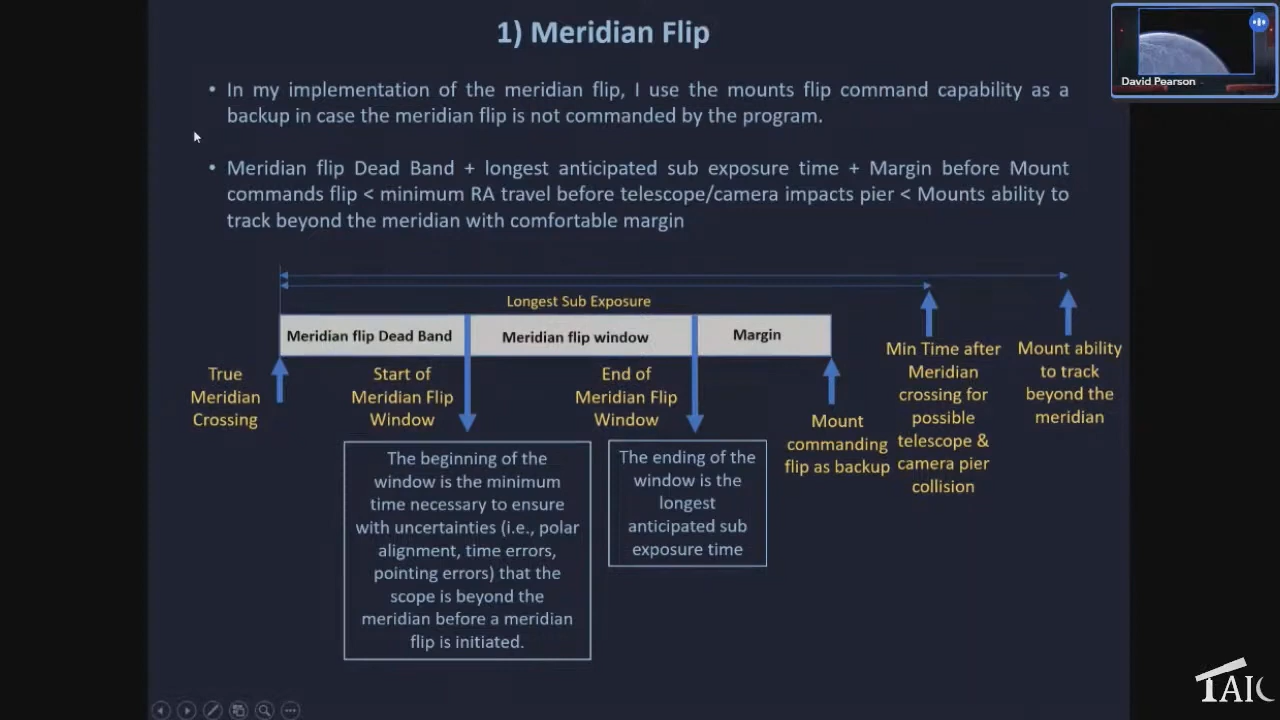 1) Meridian Flip
David Pearson
• In my implementation of the meridian flip, I use the mounts flip command capability as a
backup in case the meridian flip is not commanded by the program.
• Meridian flip Dead Band + longest anticipated sub exposure time + Margin before Mount
commands flip < minimum RA travel before telescope/camera impacts pier < Mounts ability to
track beyond the meridian with comfortable margin
Longest Sub Exposure
Meridian flip Dead Band
Meridian flip window
Margin
True
Meridian
Crossing
Start of
Meridian Flip
Window
End of
Meridian Flip
Window
Mount
commanding
flip as backup
Min Time after
Meridian
crossing for
possible
telescope &
camera pier
collision
Mount ability
to track
beyond the
meridian
The beginning of the
window is the minimum
time necessary to ensure
with uncertainties (i.e., polar
alignment, time errors,
pointing errors) that the
scope is beyond the
meridian before a meridian
flip is initiated.
The ending of the
window is the
longest
anticipated sub
exposure time
TAIC